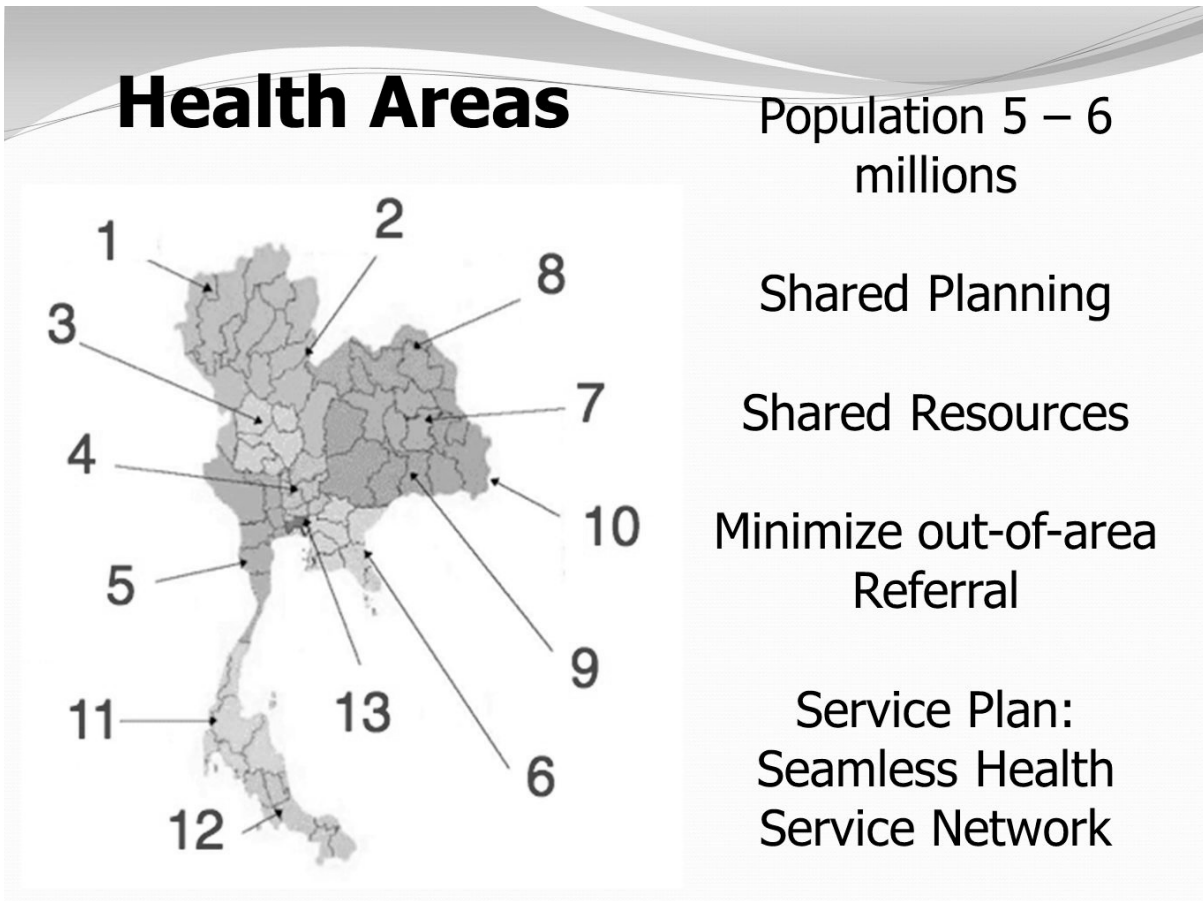 Health Areas
Population 5 – 6
millions
Shared Planning
Shared Resources
Minimize out-of-area
Referral
Service Plan:
Seamless Health
Service Network
1
2
3
8
7
4
10
5
9
13
11
6
12